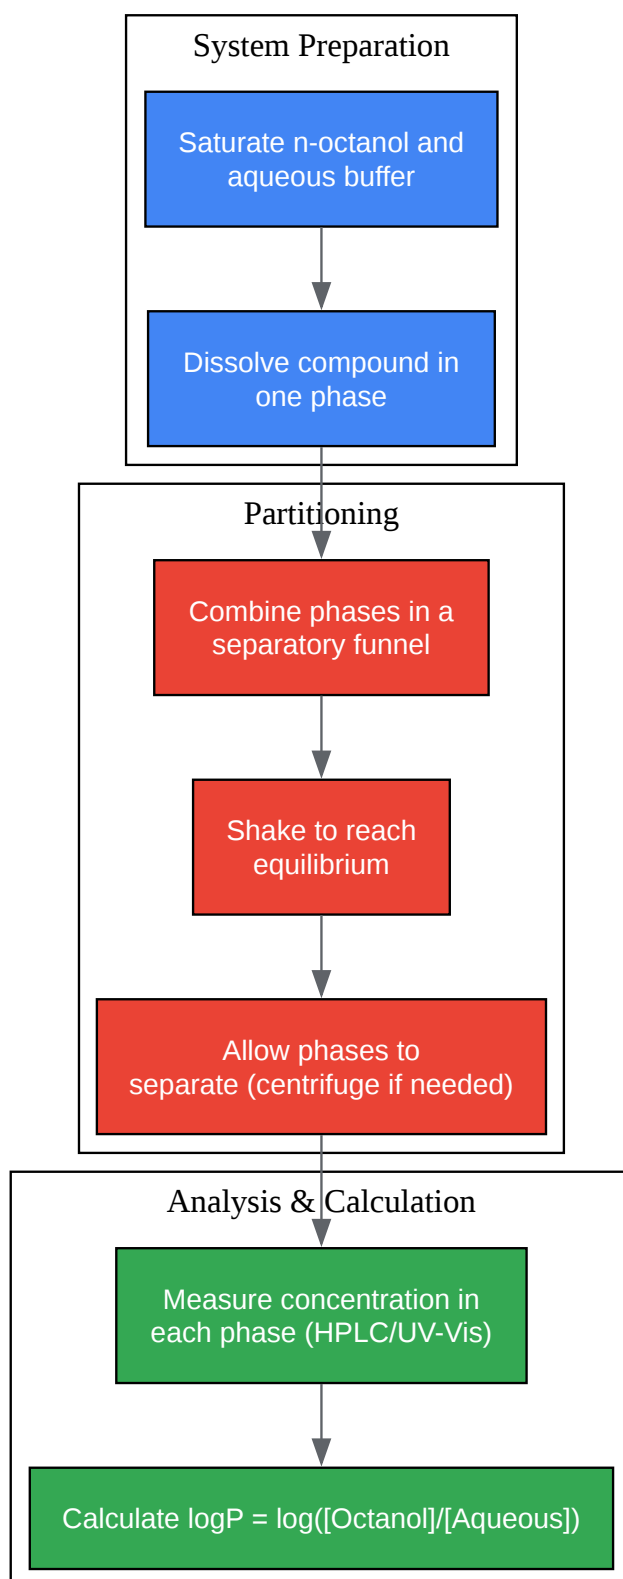 System Preparation
Saturate n-octanol and
aqueous buffer
Dissolve compound in
one phase
Partitioning
Combine phases in a
separatory funnel
Shake to reach
equilibrium
Allow phases to
separate (centrifuge if needed)
Analysis & Calculation
Measure concentration in
each phase (HPLC/UV-Vis)
Calculate logP = log([Octanol]/[Aqueous])